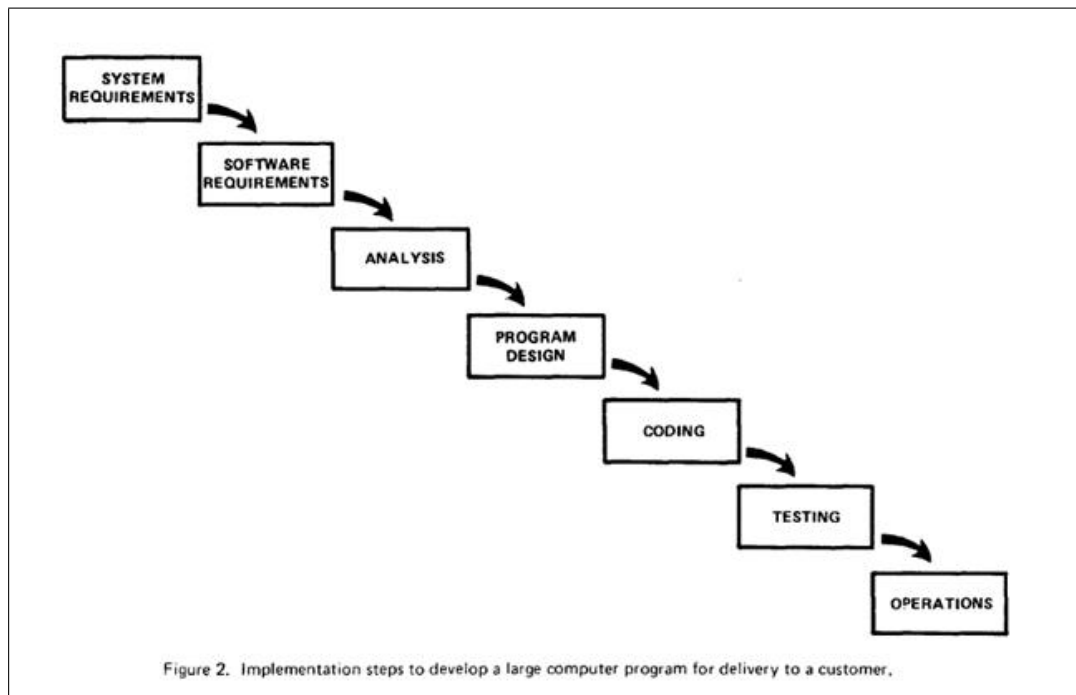 SYSTEM
REQUIREMENTS
SOFTWARE
REQUIREMENTS
ANALYSIS
PROGRAM
DESIGN
CODING
TESTING
OPERATIONS
Figure 2. Implementation steps to develop a large computer program for delivery to a customer.